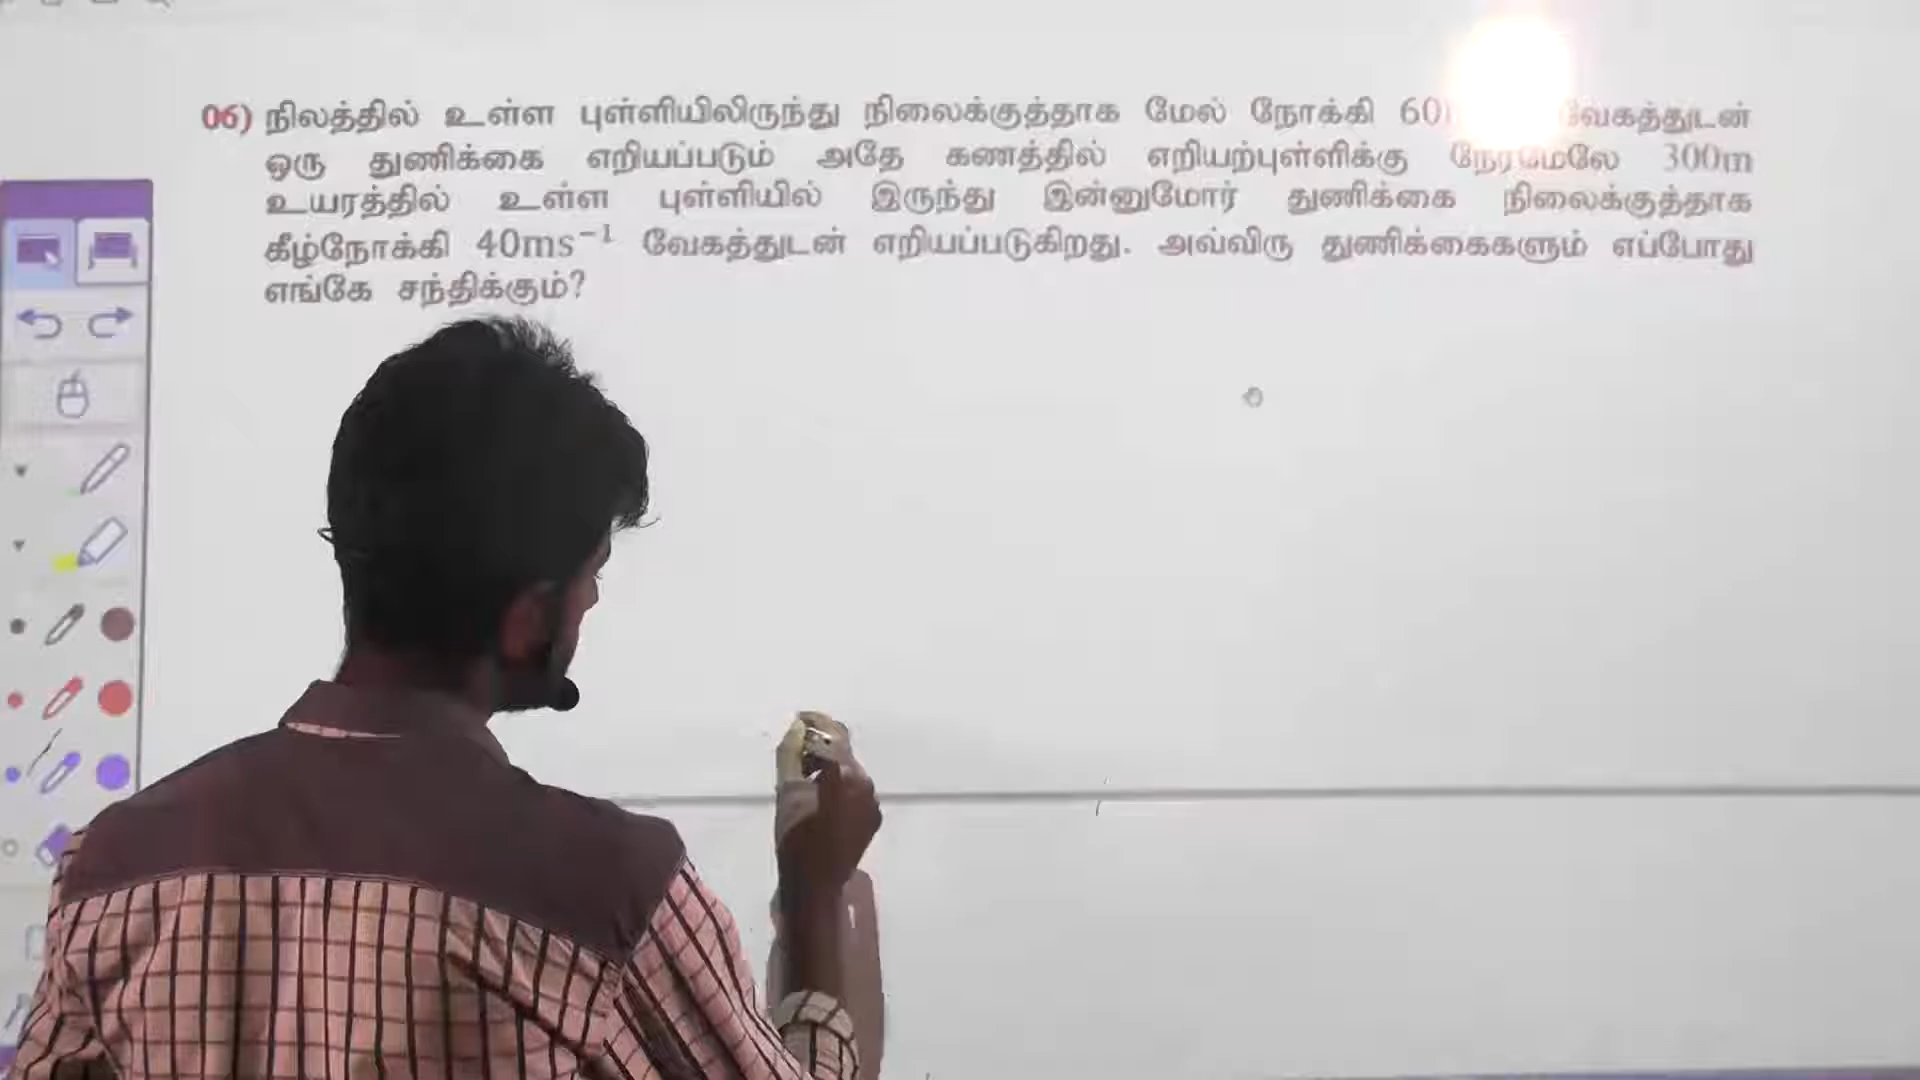 06) நிலத்தில் உள்ள புள்ளியிலிருந்து நிலைக்குத்தாக மேல் நோக்கி 60 வேகத்துடன்
ஒரு துணிக்கை எறியப்படும் அதே கணத்தில் எறியற்புள்ளிக்கு நேர்மேலே 300m
உயரத்தில் உள்ள புள்ளியில் இருந்து இன்னுமோர் துணிக்கை நிலைக்குத்தாக
கீழ்நோக்கி 40ms⁻¹ வேகத்துடன் எறியப்படுகிறது. அவ்விரு துணிக்கைகளும் எப்போது
எங்கே சந்திக்கும்?